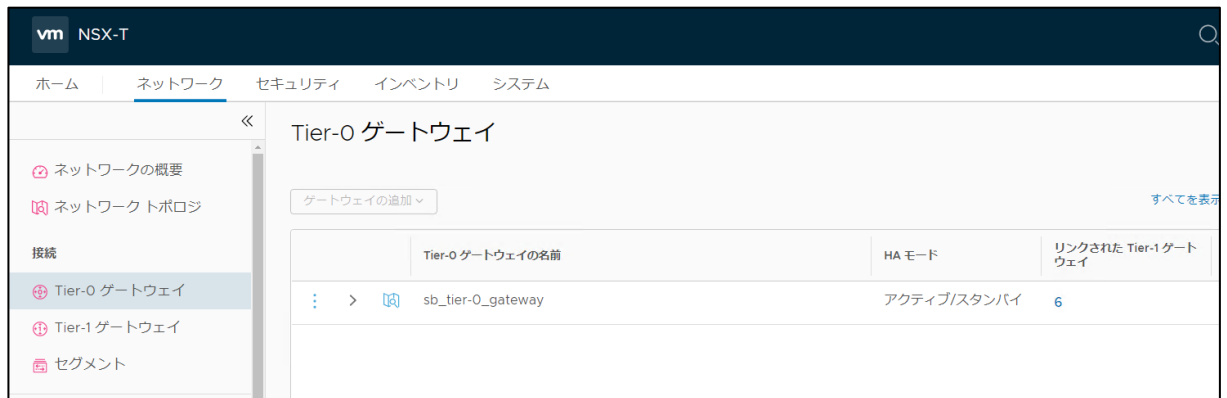 vm NSX-T
ホーム ネットワーク セキュリティ インベントリ システム
Tier-0 ゲートウェイ
ネットワークの概要
ネットワーク トポロジ
ゲートウェイの追加
すべてを表示
接続
Tier-0 ゲートウェイ
Tier-1 ゲートウェイ
セグメント
Tier-0 ゲートウェイの名前
HA モード
リンクされた Tier-1 ゲート
ウェイ
sb_tier-0_gateway
アクティブ/スタンバイ
6